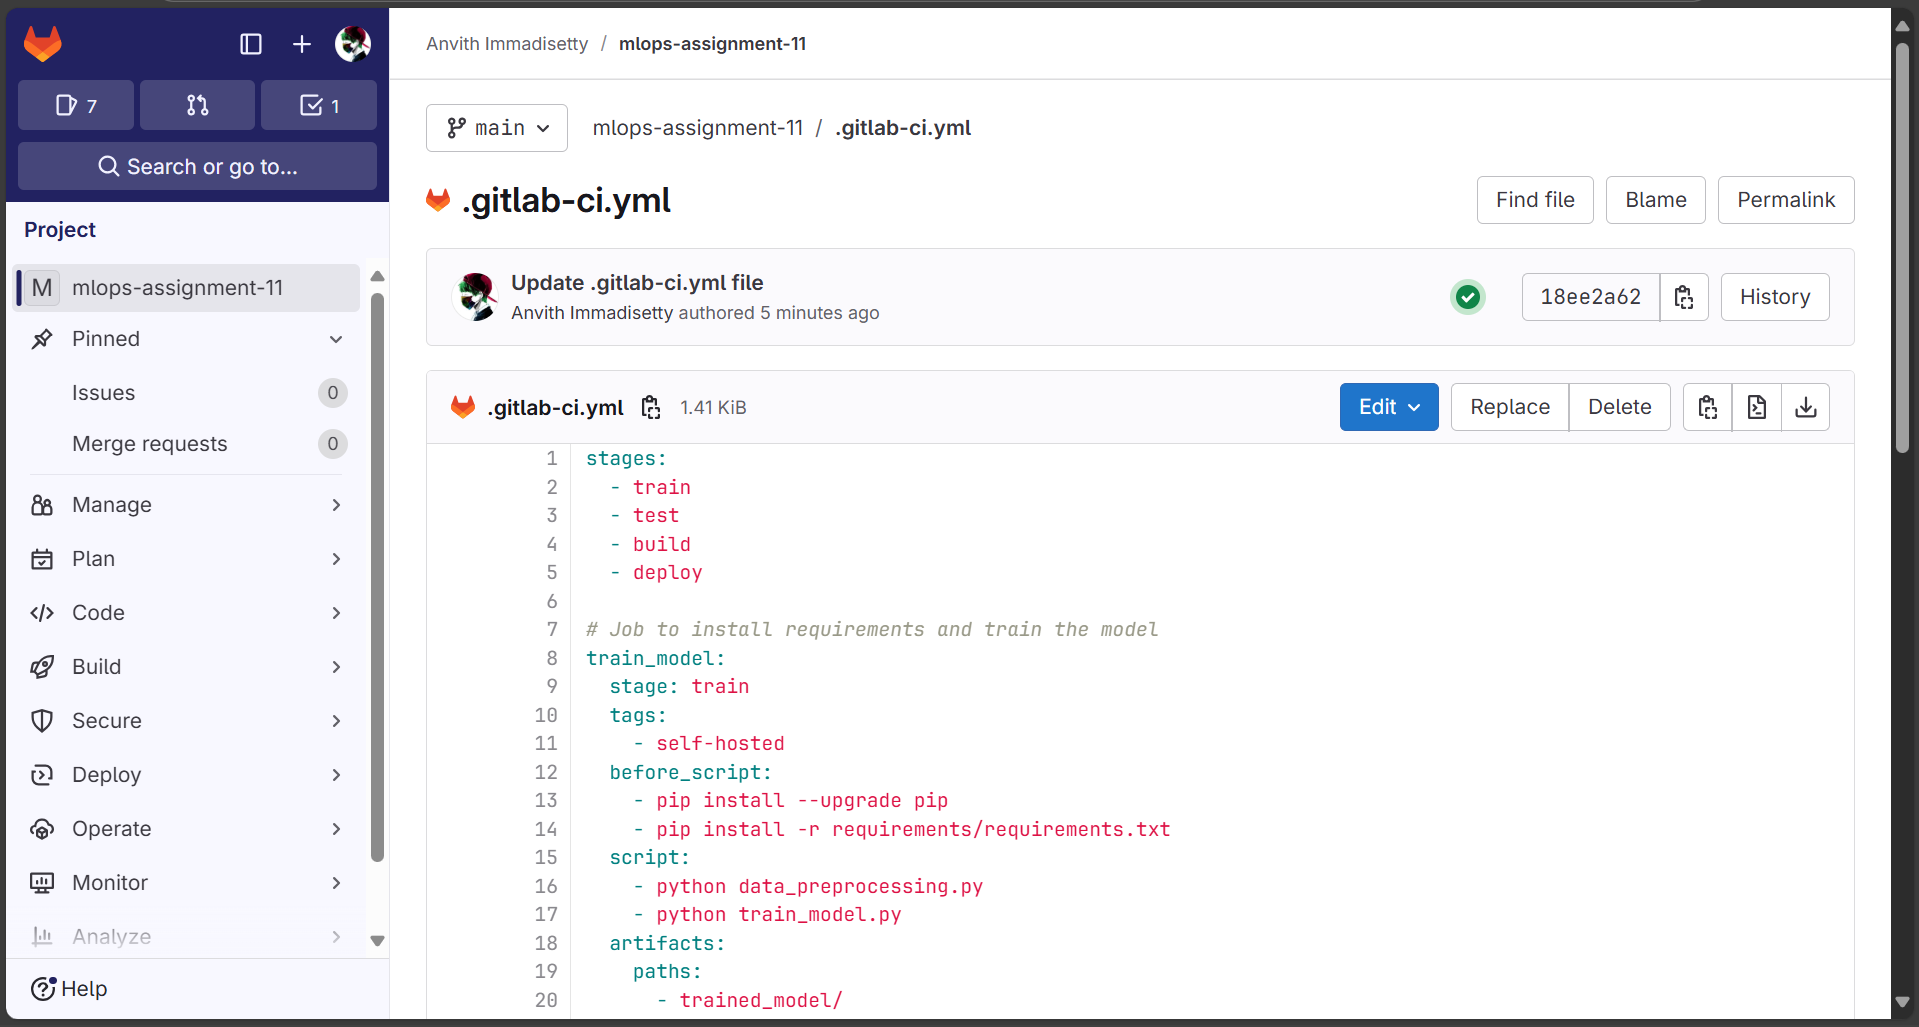 Anvith Immadisetty / mlops-assignment-11
7
1
Search or go to...
Project
M mlops-assignment-11
Pinned
Issues 0
Merge requests 0
Manage
Plan
Code
Build
Secure
Deploy
Operate
Monitor
Analyze
Help
main
mlops-assignment-11 / .gitlab-ci.yml
.gitlab-ci.yml
Find file
Blame
Permalink
Update .gitlab-ci.yml file
Anvith Immadisetty authored 5 minutes ago
18ee2a62
History
.gitlab-ci.yml 1.41 KiB
Edit
Replace
Delete
1 stages:
2   - train
3   - test
4   - build
5   - deploy
6
7 # Job to install requirements and train the model
8 train_model:
9   stage: train
10   tags:
11     - self-hosted
12   before_script:
13     - pip install --upgrade pip
14     - pip install -r requirements/requirements.txt
15   script:
16     - python data_preprocessing.py
17     - python train_model.py
18   artifacts:
19     paths:
20       - trained_model/